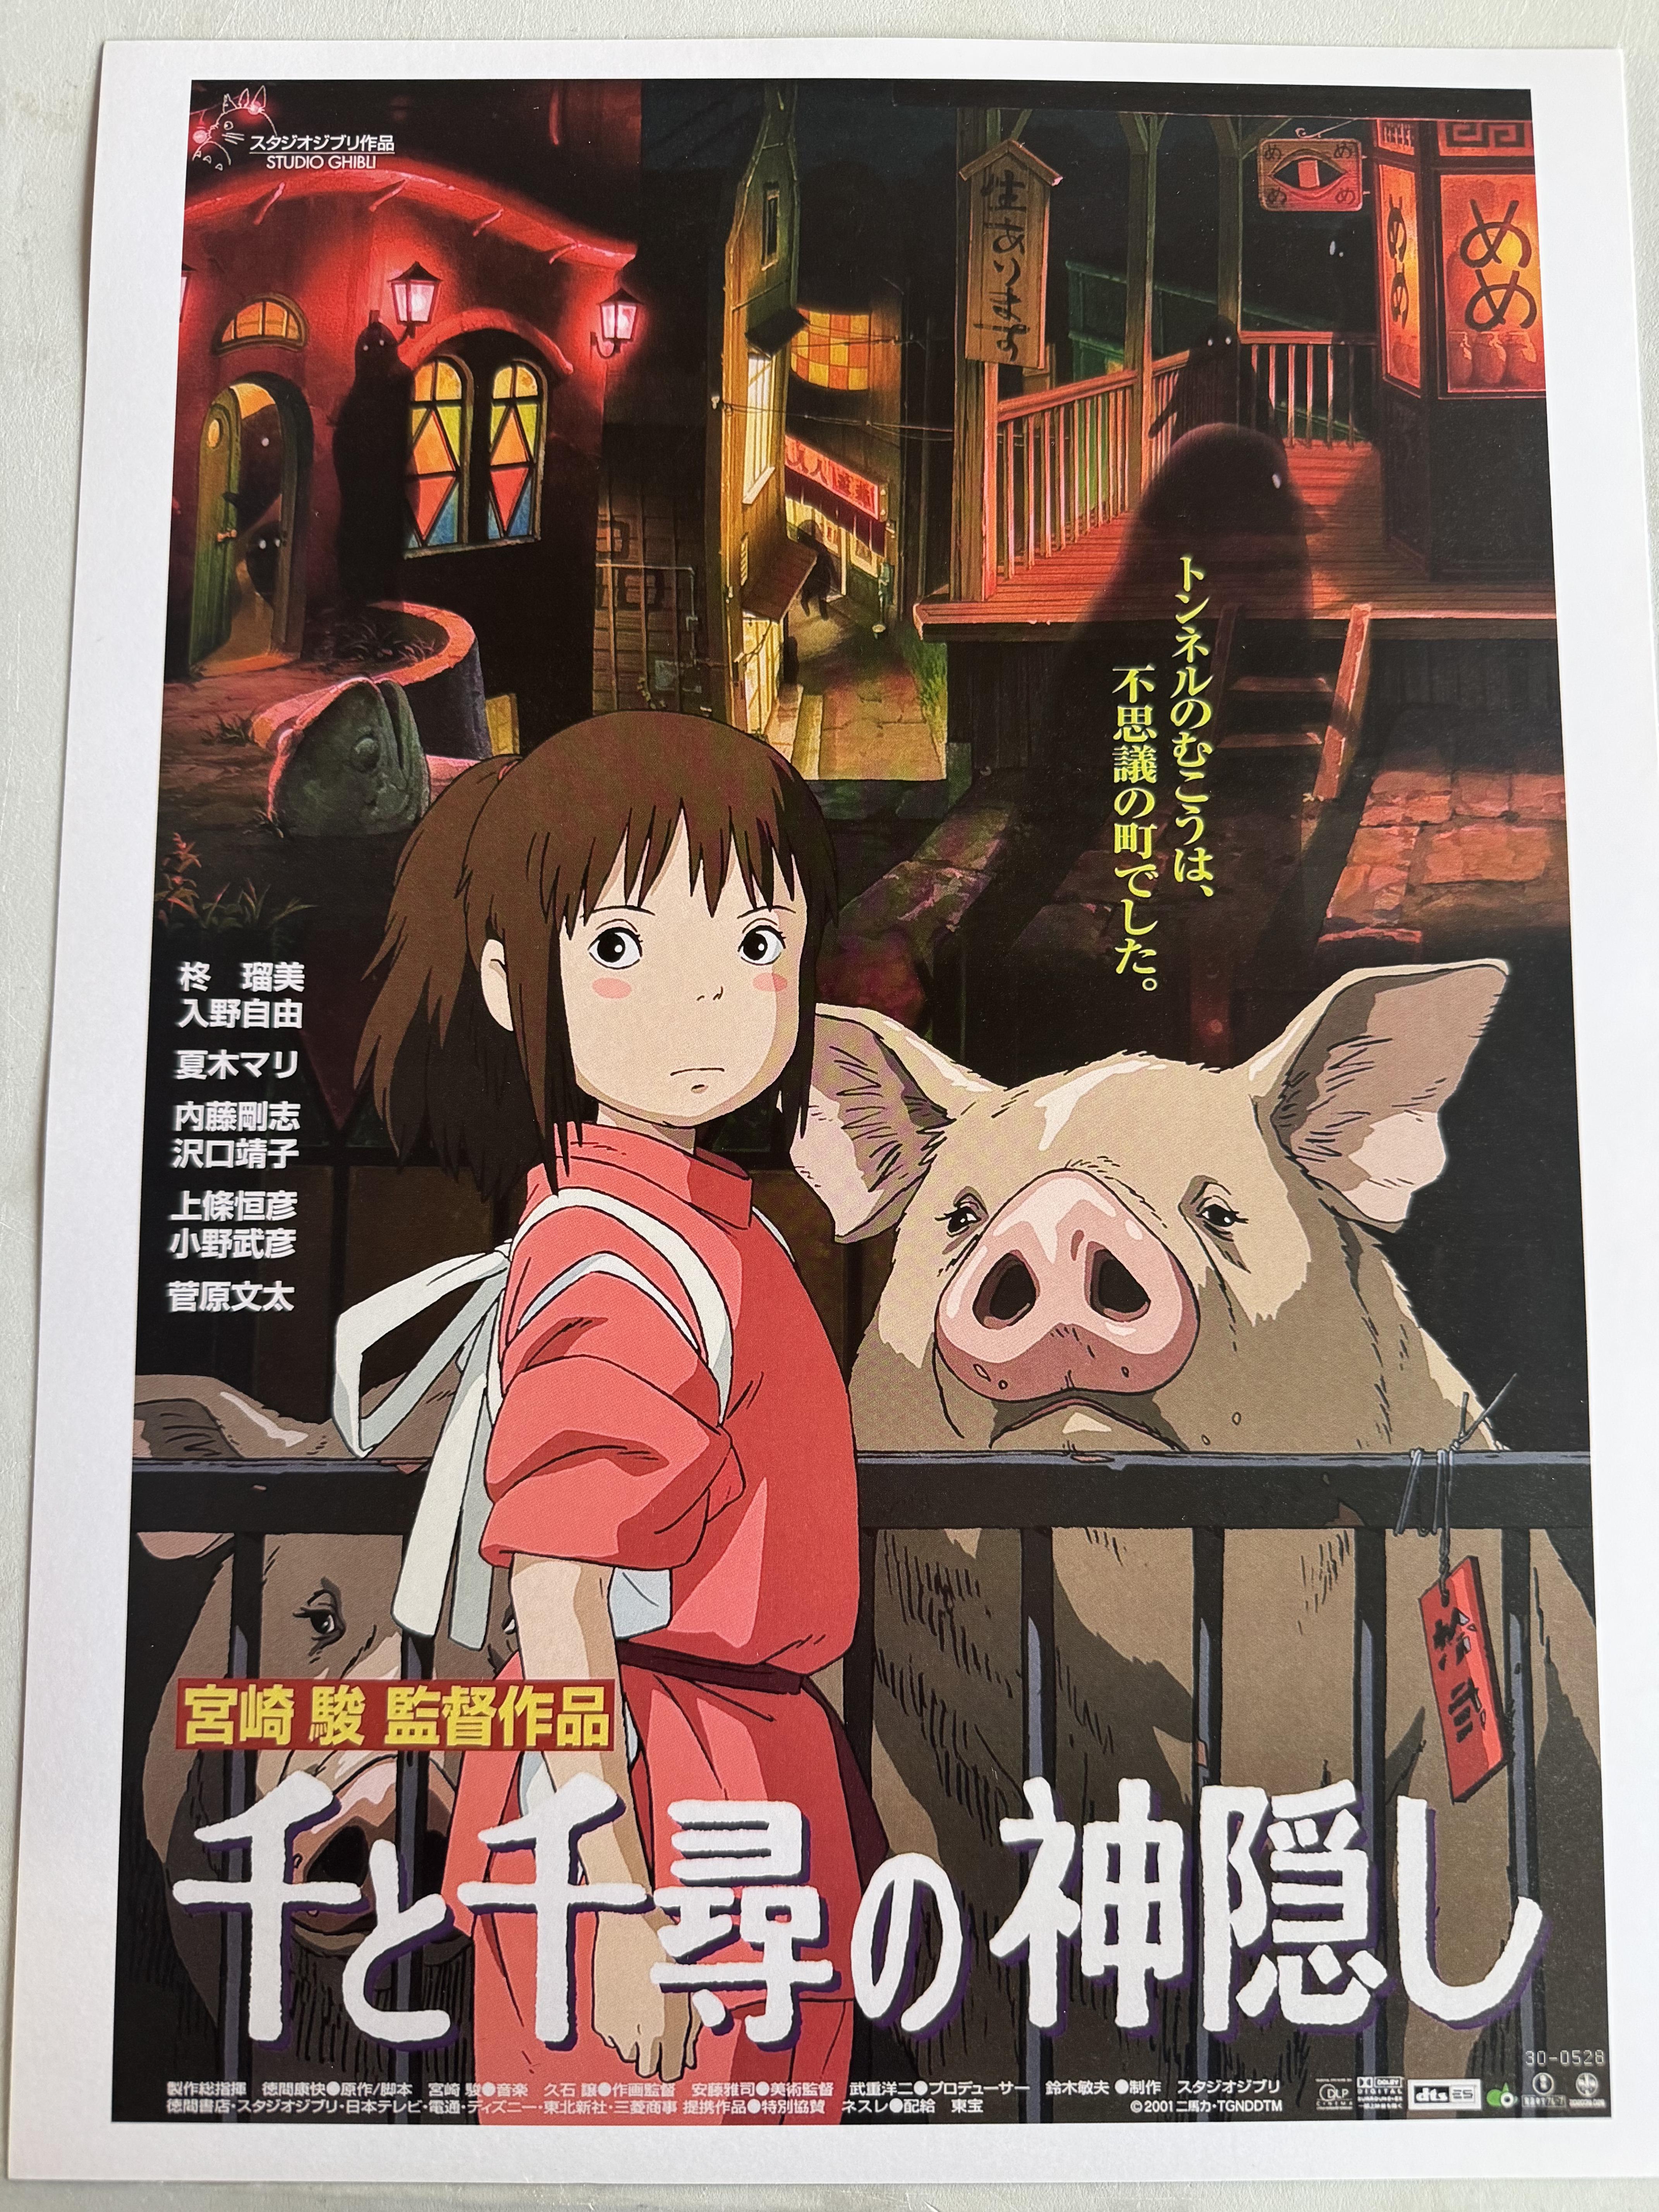 スタジオジブリ作品
STUDIO GHIBLI
生あります
め め
め め
めめ
めめ
トンネルのむこうは、
不思議の町でした。
柊 瑠美
入野自由
夏木マリ
内藤剛志
沢口靖子
上條恒彦
小野武彦
菅原文太
宮崎 駿 監督作品
千と千尋の神隠し
30-0528
製作総指揮 徳間康快●原作/脚本 宮崎 駿●音楽 久石 譲●作画監督 安藤雅司●美術監督 武重洋二●プロデューサー 鈴木敏夫●制作 スタジオジブリ
徳間書店・スタジオジブリ・日本テレビ・電通・ディズニー・東北新社・三菱商事 提携作品●特別協賛 ネスレ●配給 東宝
©2001 二馬力・TGNDDTM
DLP
CINEMA
DOLBY
DIGITAL
dts ES